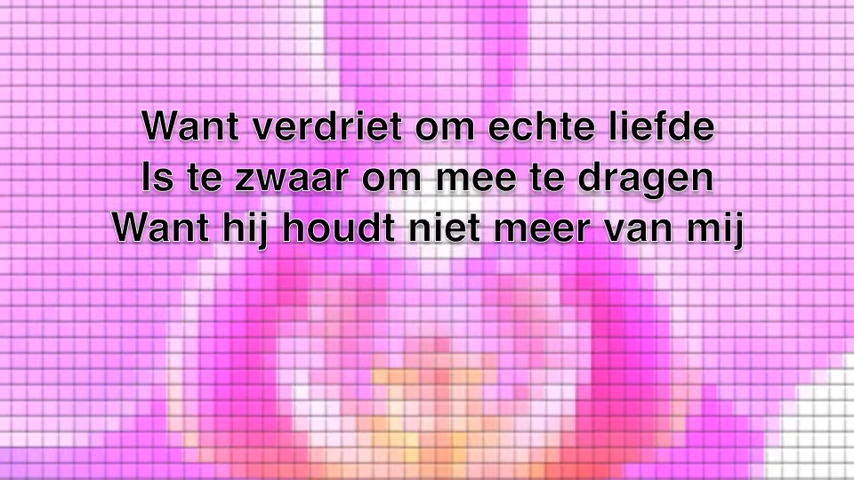 Want verdriet om echte liefde
Is te zwaar om mee te dragen
Want hij houdt niet meer van mij